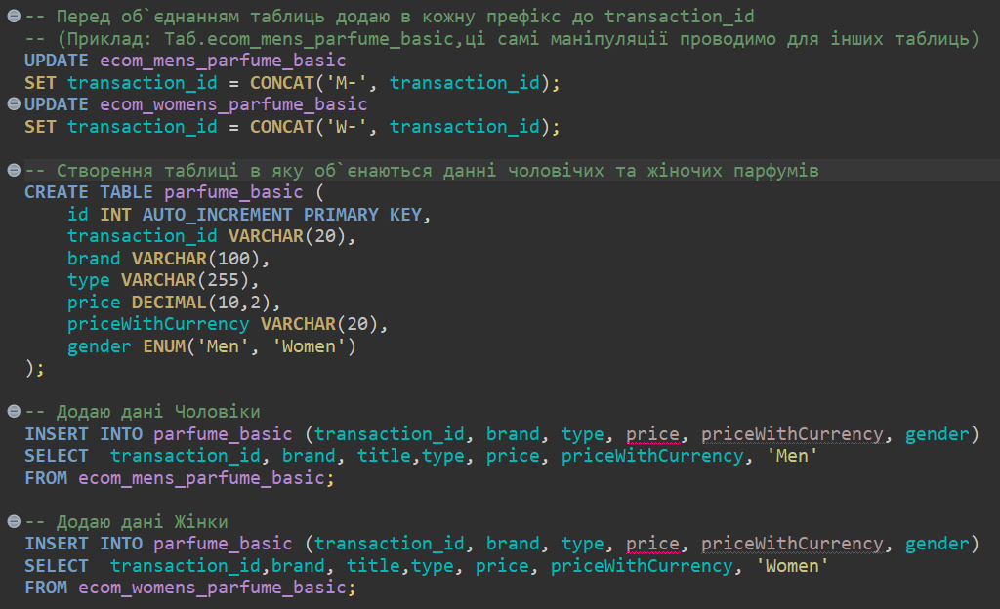 -- Перед об`єднанням таблиць додаю в кожну префікс до transaction_id
-- (Приклад: Таб.ecom_mens_parfume_basic,ці самі маніпуляції проводимо для інших таблиць)
UPDATE ecom_mens_parfume_basic
SET transaction_id = CONCAT('M-', transaction_id);
UPDATE ecom_womens_parfume_basic
SET transaction_id = CONCAT('W-', transaction_id);
-- Створення таблиці в яку об`єнаються данні чоловічих та жіночих парфумів
CREATE TABLE parfume_basic (
id INT AUTO_INCREMENT PRIMARY KEY,
transaction_id VARCHAR(20),
brand VARCHAR(100),
type VARCHAR(255),
price DECIMAL(10,2),
priceWithCurrency VARCHAR(20),
gender ENUM('Men', 'Women')
);
-- Додаю дані Чоловіки
INSERT INTO parfume_basic (transaction_id, brand, type, price, priceWithCurrency, gender)
SELECT  transaction_id, brand, title,type, price, priceWithCurrency, 'Men'
FROM ecom_mens_parfume_basic;
-- Додаю дані Жінки
INSERT INTO parfume_basic (transaction_id, brand, type, price, priceWithCurrency, gender)
SELECT  transaction_id,brand, title,type, price, priceWithCurrency, 'Women'
FROM ecom_womens_parfume_basic;